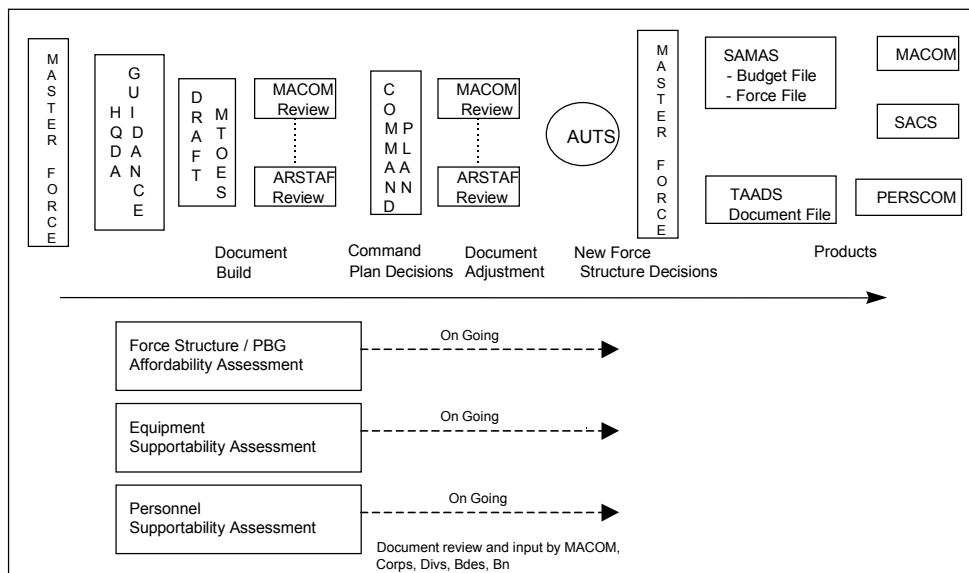 MASTER FORCE
HQDA
GUIDANCE
DRAFT
MTOES
MACOM
Review
ARSTAF
Review
COMMAND
PLAN
MACOM
Review
ARSTAF
Review
AUTS
MASTER FORCE
SAMAS
- Budget File
- Force File
TAADS
Document File
MACOM
SACS
PERSCOM
Document
Build
Command
Plan Decisions
Document
Adjustment
New Force
Structure Decisions
Products
Force Structure / PBG
Affordability Assessment
On Going
Equipment
Supportability Assessment
On Going
Personnel
Supportability Assessment
On Going
Document review and input by MACOM,
Corps, Divs, Bdes, Bn